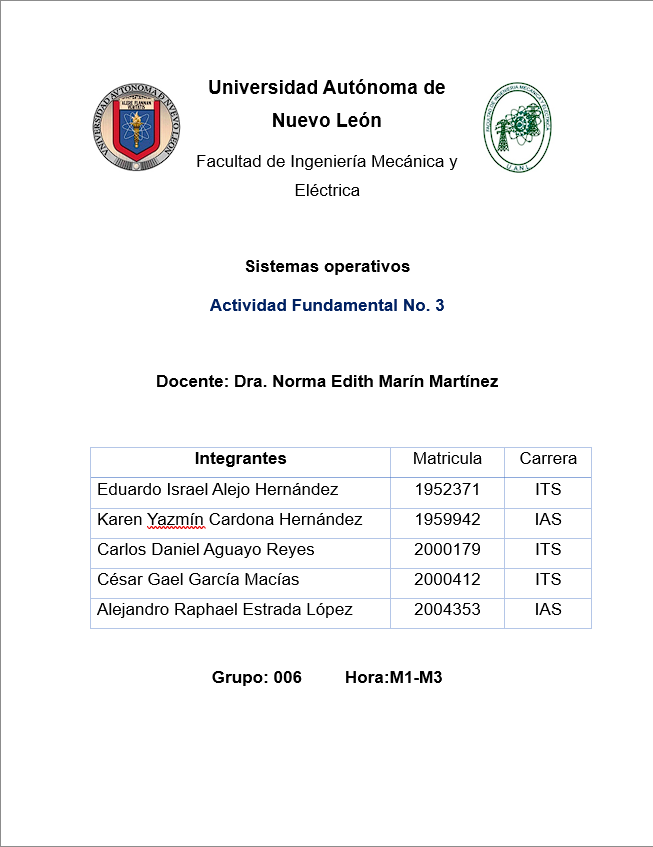 Universidad Autónoma de
Nuevo León
Facultad de Ingeniería Mecánica y
Eléctrica
UNIVERSIDAD AUTONOMA DE NUEVO LEON
ALERE FLAMMAM
VERITATIS
FACULTAD DE INGENIERIA MECANICA Y ELECTRICA
U.A.N.L.
Sistemas operativos
Actividad Fundamental No. 3
Docente: Dra. Norma Edith Marín Martínez
Integrantes Matricula Carrera
Eduardo Israel Alejo Hernández 1952371 ITS
Karen Yazmín Cardona Hernández 1959942 IAS
Carlos Daniel Aguayo Reyes 2000179 ITS
César Gael García Macías 2000412 ITS
Alejandro Raphael Estrada López 2004353 IAS
Grupo: 006 Hora:M1-M3